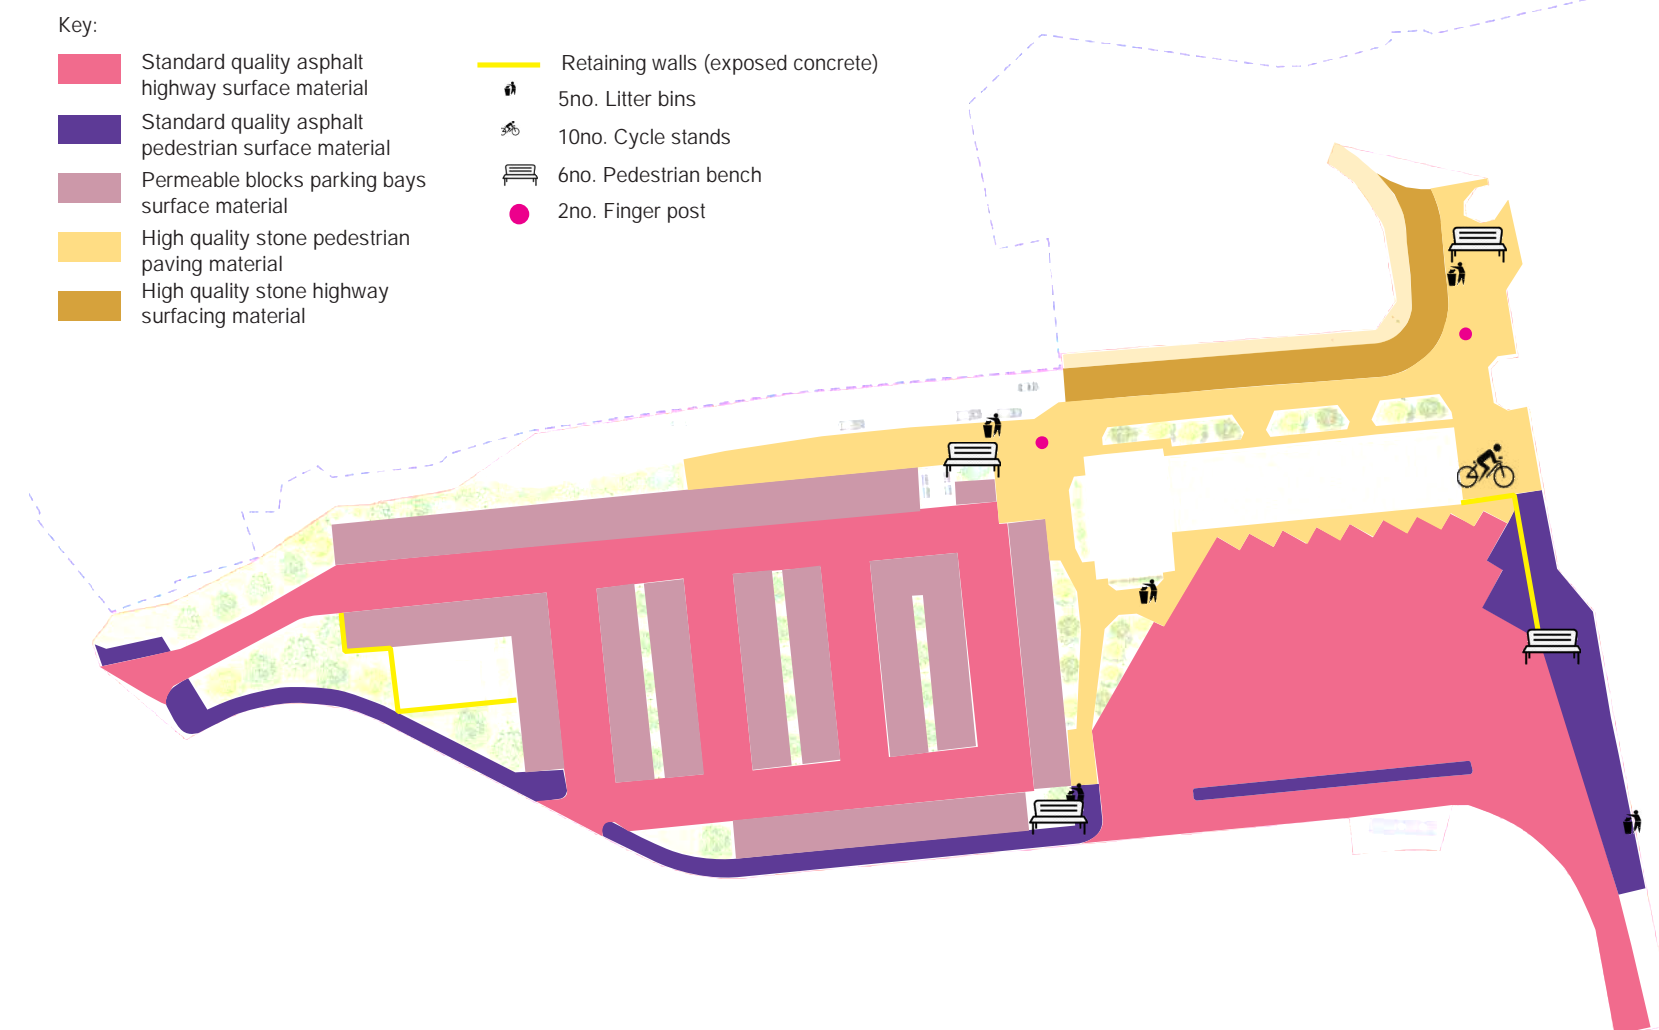 Key:
Standard quality asphalt
highway surface material
Standard quality asphalt
pedestrian surface material
Permeable blocks parking bays
surface material
High quality stone pedestrian
paving material
High quality stone highway
surfacing material
Retaining walls (exposed concrete)
5no. Litter bins
10no. Cycle stands
6no. Pedestrian bench
2no. Finger post